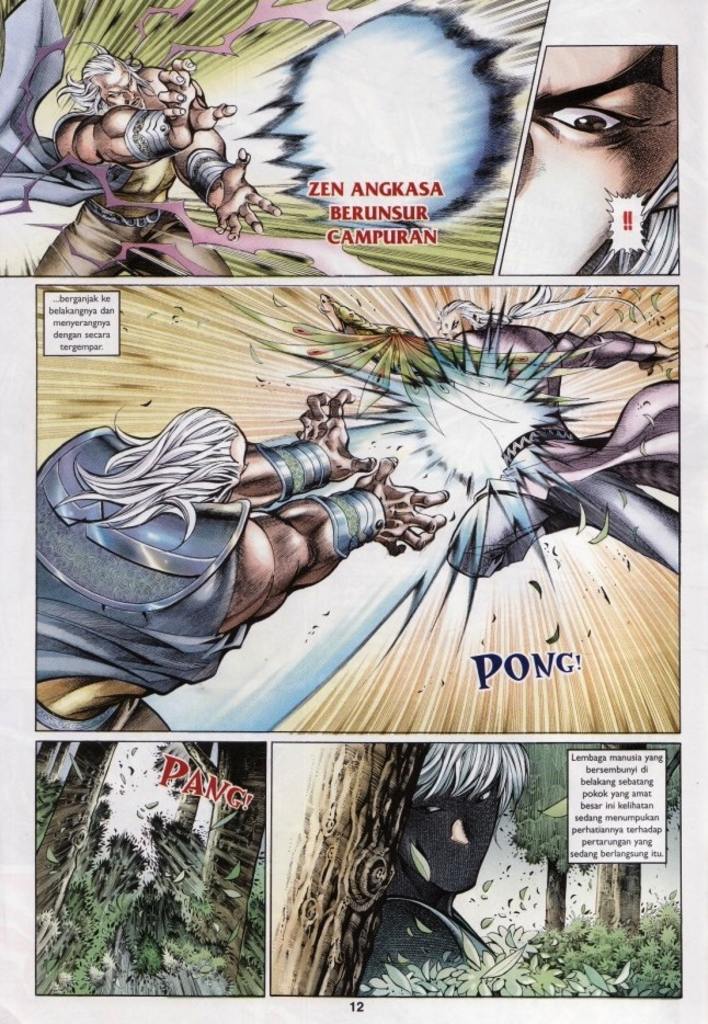 ZEN ANGKASA
BERUNSUR
CAMPURAN
!!
...berganjak ke
belakangnya dan
menyerangnya
dengan secara
tergempar.
PONG!
PANG!
Lembaga manusia yang
bersembunyi di
belakang sebatang
pokok yang amat
besar ini kelihatan
sedang menumpukan
perhatiannya terhadap
pertarungan yang
sedang berlangsung itu.
12